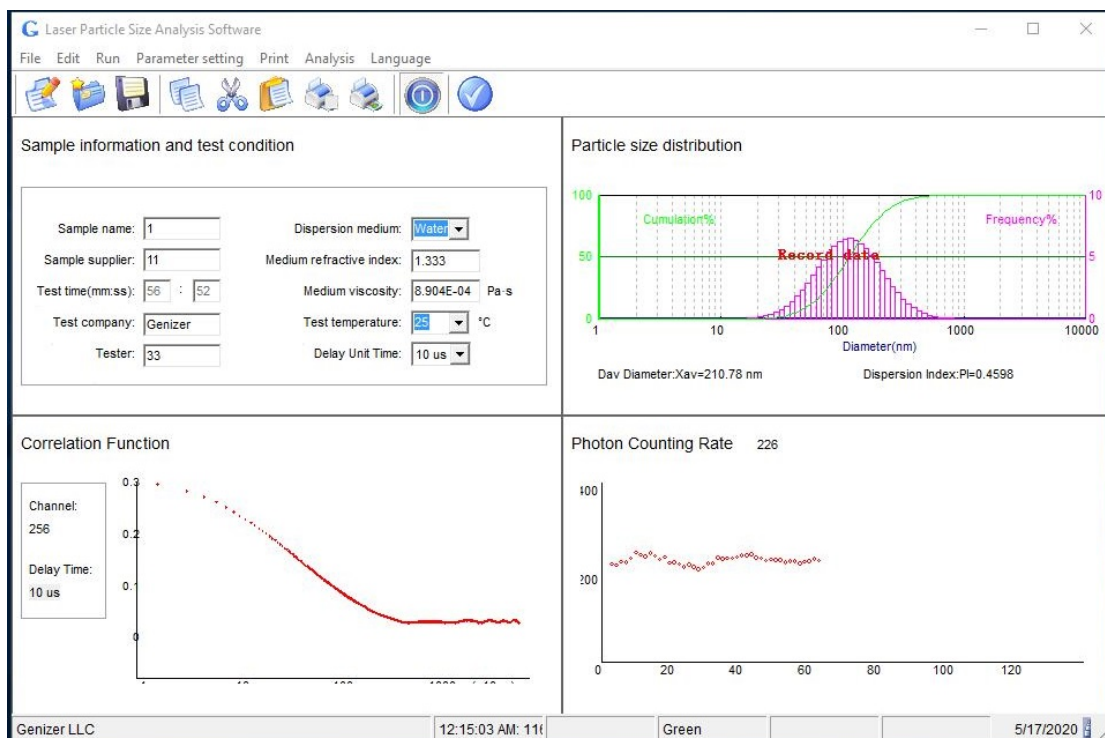 G Laser Particle Size Analysis Software
File Edit Run Parameter setting Print Analysis Language
Sample information and test condition
Sample name: 1
Dispersion medium: Water
Sample supplier: 11
Medium refractive index: 1.333
Test time(mm:ss): 56 : 52
Medium viscosity: 8.904E-04 Pa·s
Test company: Genizer
Test temperature: 25 °C
Tester: 33
Delay Unit Time: 10 us
Particle size distribution
100
10
Cumulation%
Frequency%
50
Record data
5
0
0
1 10 100 1000 10000
Diameter(nm)
Dav Diameter:Xav=210.78 nm
Dispersion Index:PI=0.4598
Correlation Function
Channel:
256
Delay Time:
10 us
0.3
0.2
0.1
0
Photon Counting Rate 226
400
200
0 20 40 60 80 100 120
Genizer LLC
12:15:03 AM:
Green
5/17/2020